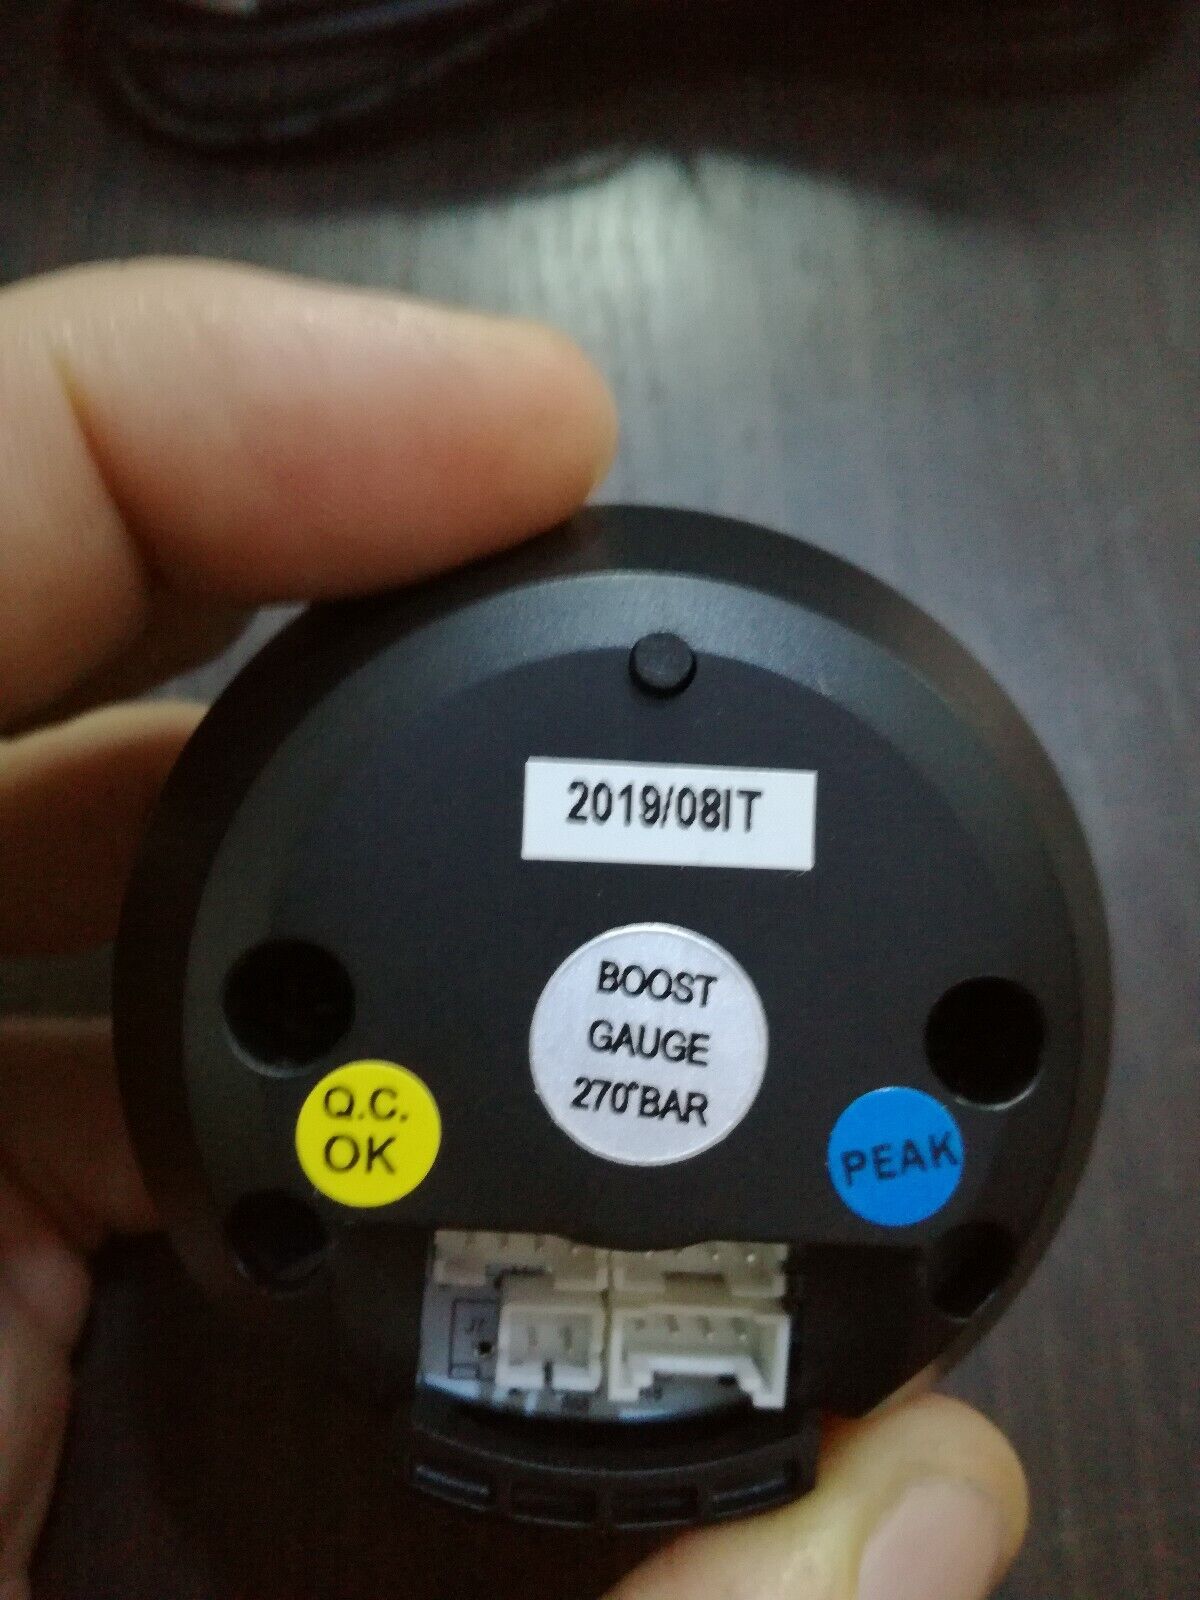 2019/08IT
BOOST
GAUGE
270°BAR
Q.C.
OK
PEAK